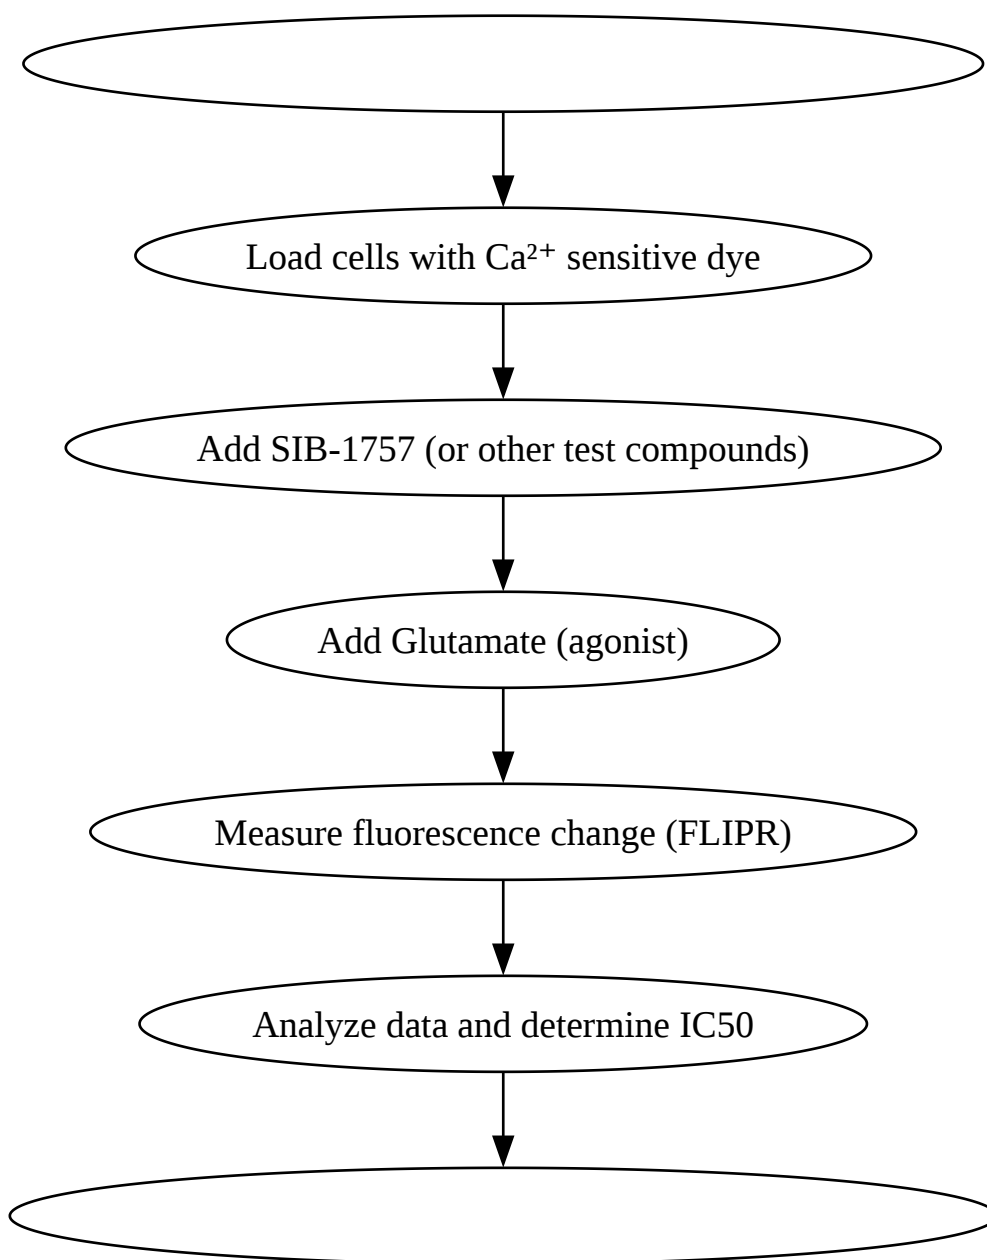 Load cells with Ca²⁺ sensitive dye
Add SIB-1757 (or other test compounds)
Add Glutamate (agonist)
Measure fluorescence change (FLIPR)
Analyze data and determine IC50